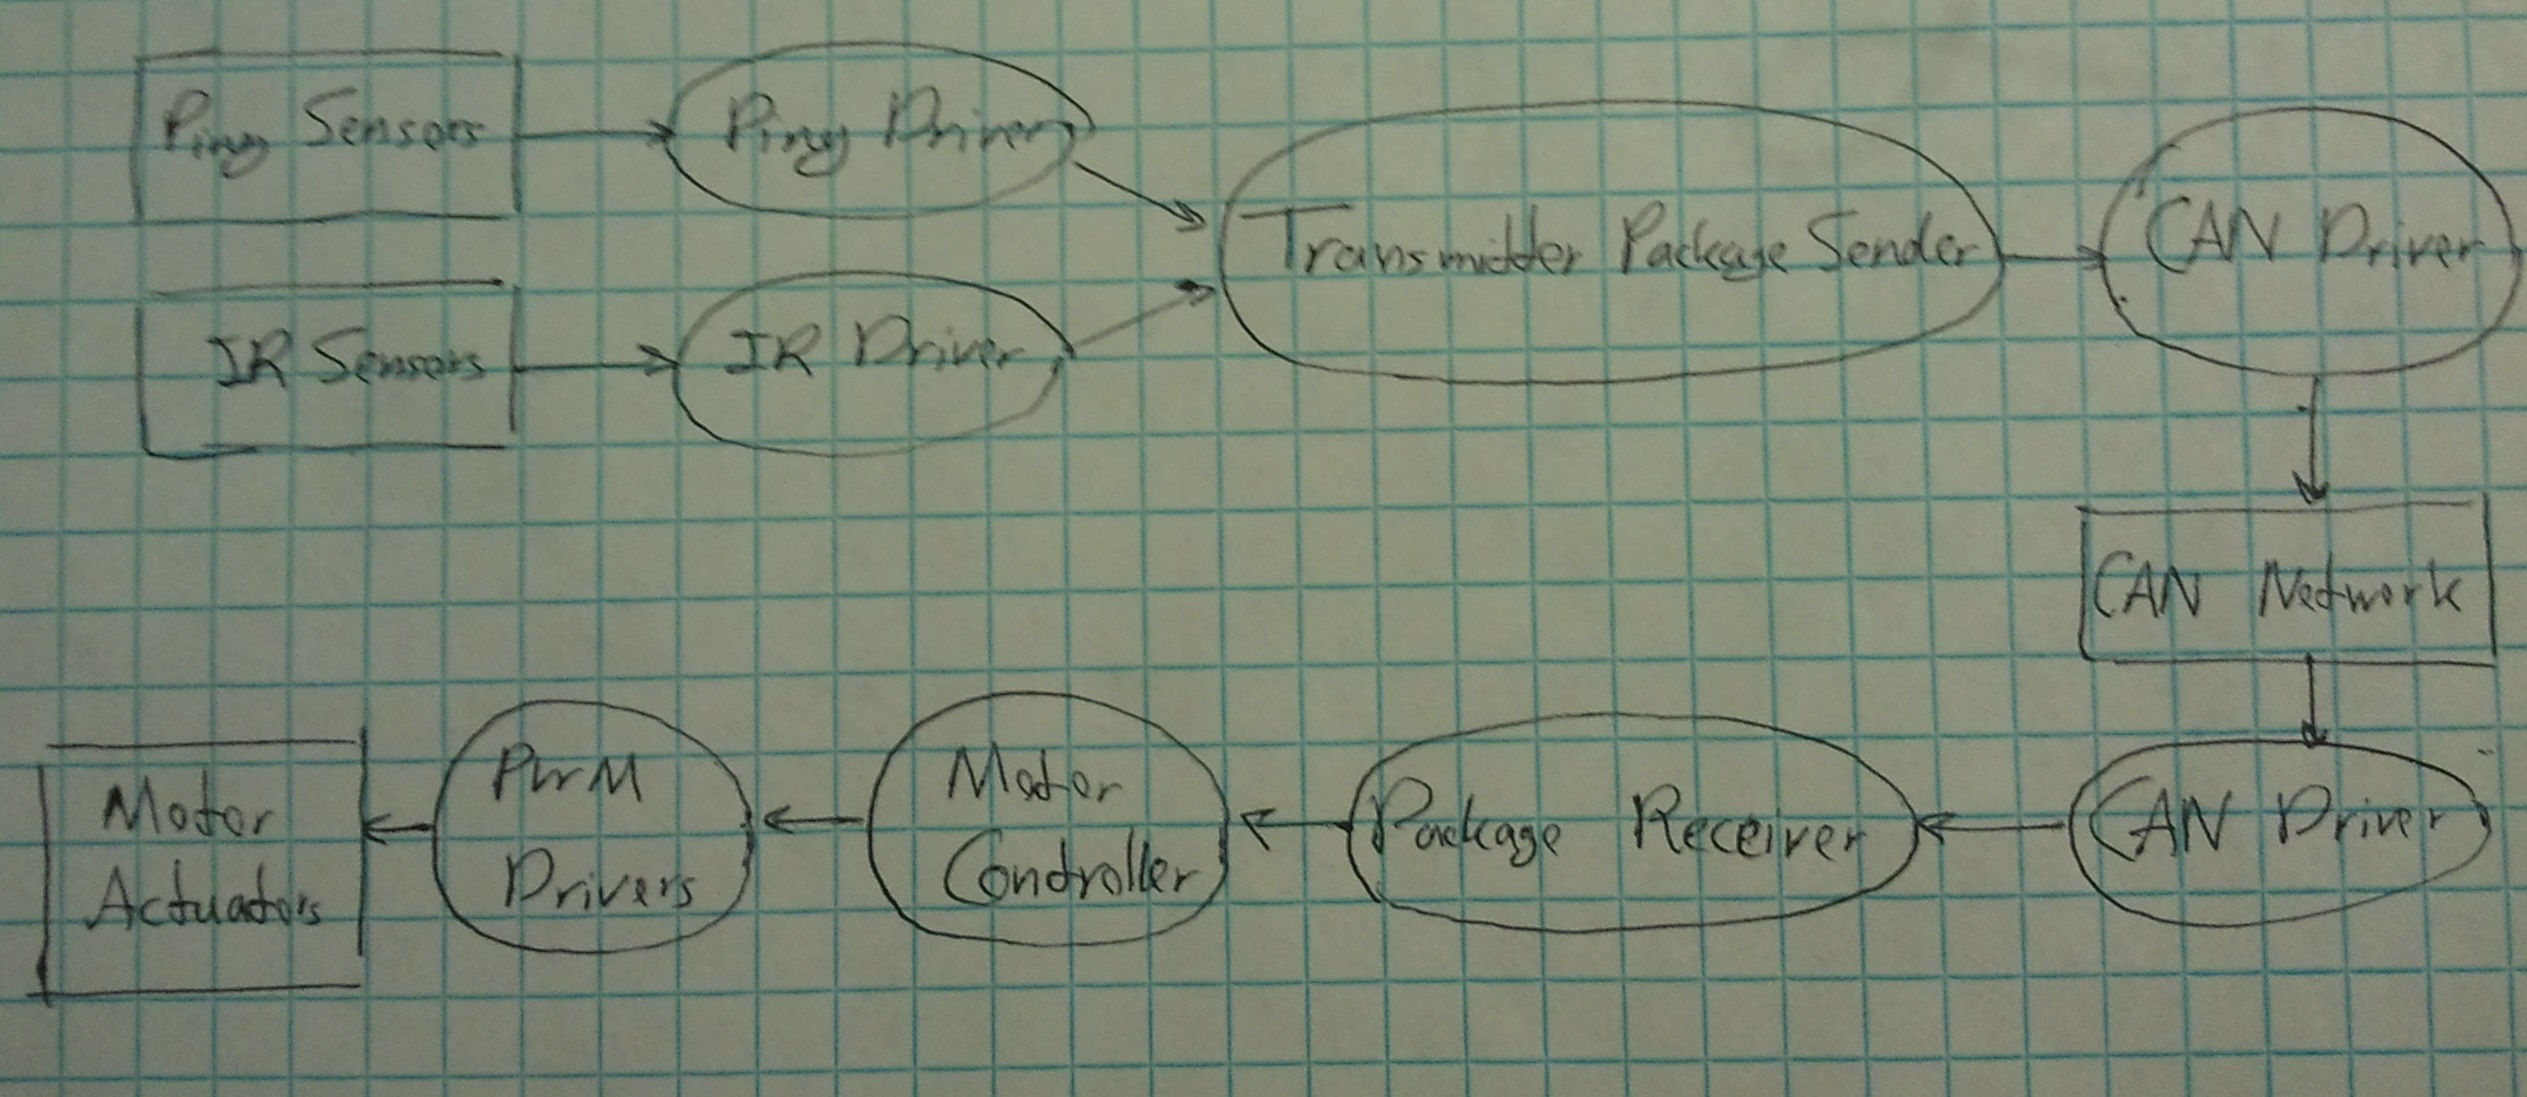 Ping Sensors
Ping Driver
Transmitter Package Sender
CAN Driver
IR Sensors
IR Driver
CAN Network
Motor
Actuators
PWM
Drivers
Motor
Controller
Package Receiver
CAN Driver